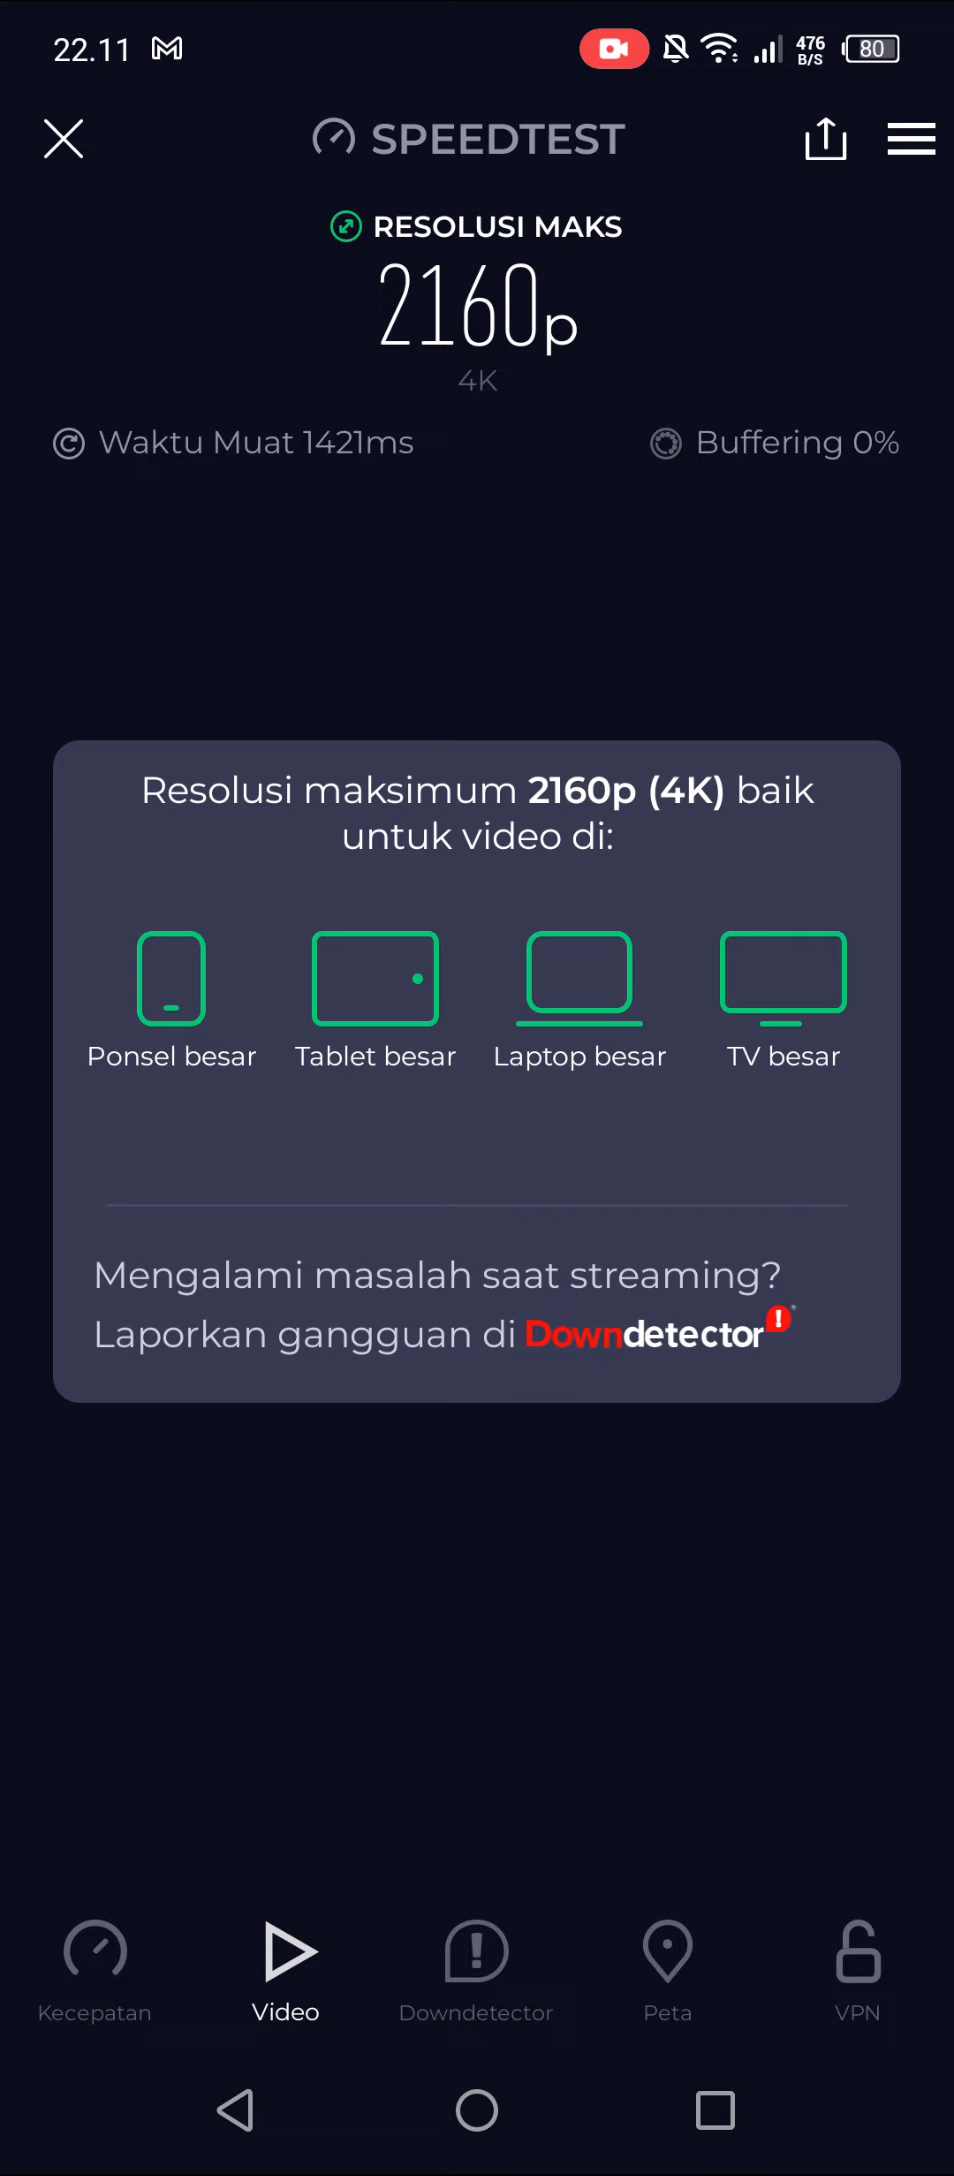 22.11
476
B/S
80
SPEEDTEST
RESOLUSI MAKS
2160p
4K
Waktu Muat 1421ms
Buffering 0%
Resolusi maksimum 2160p (4K) baik
untuk video di:
Ponsel besar
Tablet besar
Laptop besar
TV besar
Mengalami masalah saat streaming?
Laporkan gangguan di Downdetector
Kecepatan
Video
Downdetector
Peta
VPN